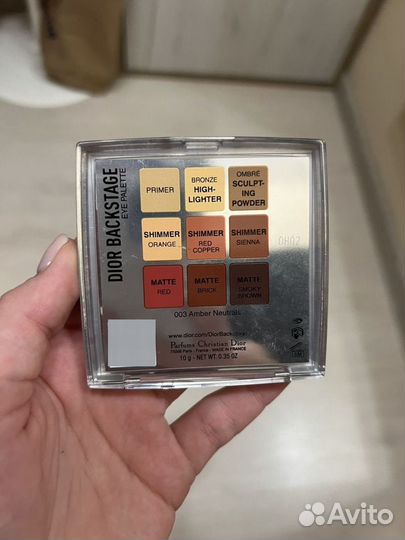 DIOR BACKSTAGE
EYE PALETTE
PRIMER
BRONZE
HIGH-
LIGHTER
OMBRÉ
SCULPT-
ING
POWDER
SHIMMER
ORANGE
SHIMMER
RED
COPPER
SHIMMER
SIENNA
0H02
MATTE
RED
MATTE
BRICK
MATTE
SMOKY
BROWN
003 Amber Neutrals
www.dior.com/DiorBackstage
Parfums Christian Dior
75008 Paris - France - MADE IN FRANCE
10 g - NET WT 0.35 OZ.
Avito